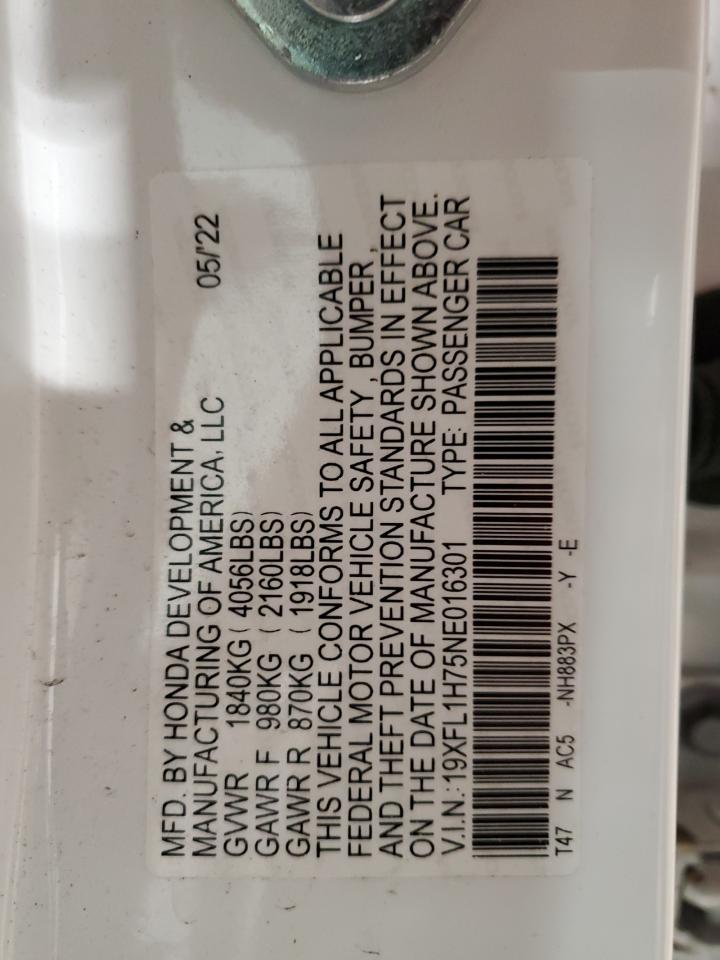 MFD. BY HONDA DEVELOPMENT &
MANUFACTURING OF AMERICA, LLC 05/'22
GVWR 1840KG ( 4056LBS)
GAWR F 980KG ( 2160LBS)
GAWR R 870KG ( 1918LBS)
THIS VEHICLE CONFORMS TO ALL APPLICABLE
FEDERAL MOTOR VEHICLE SAFETY , BUMPER ,
AND THEFT PREVENTION STANDARDS IN EFFECT
ON THE DATE OF MANUFACTURE SHOWN ABOVE.
V.I.N.:19XFL1H75NE016301 TYPE: PASSENGER CAR
T47 N AC5 -NH883PX -Y -E